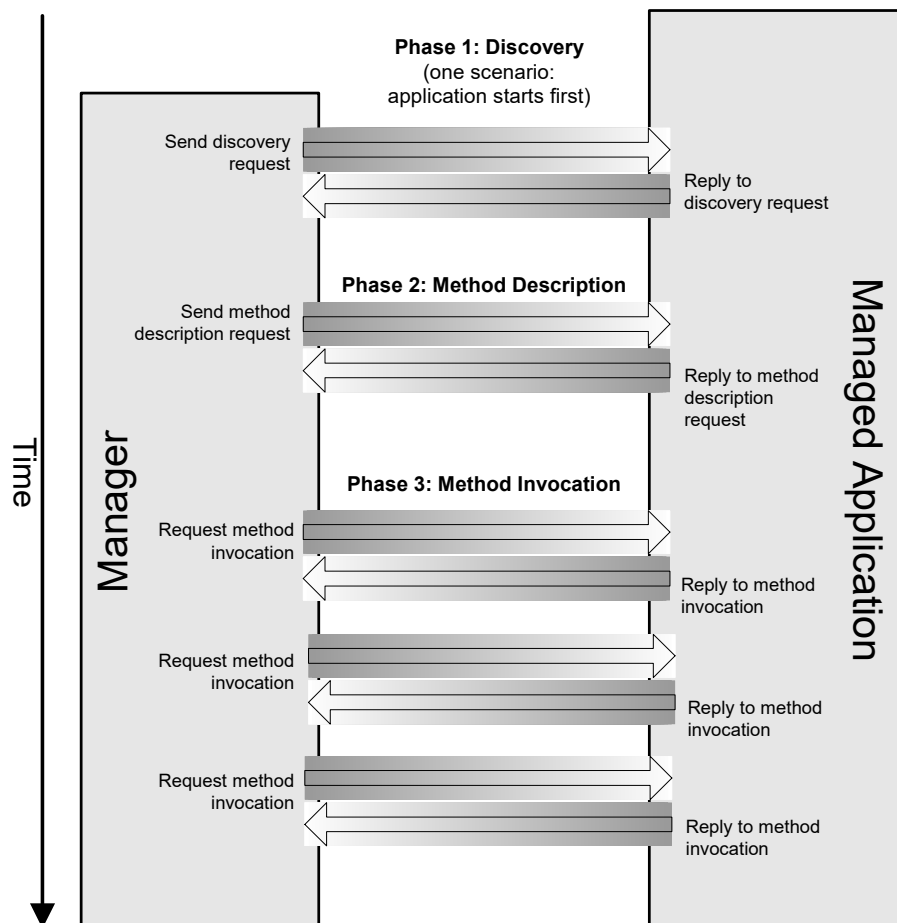 Phase 1: Discovery
(one scenario:
application starts first)
Send discovery
request
Reply to
discovery request
Phase 2: Method Description
Send method
description request
Reply to method
description
request
Time
Manager
Managed Application
Phase 3: Method Invocation
Request method
invocation
Reply to method
invocation
Request method
invocation
Reply to method
invocation
Request method
invocation
Reply to method
invocation